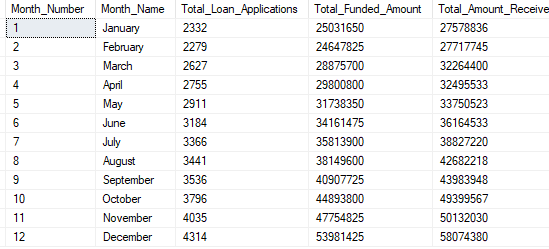 Month_Number Month_Name Total_Loan_Applications Total_Funded_Amount Total_Amount_Receive
1 January 2332 25031650 27578836
2 February 2279 24647825 27717745
3 March 2627 28875700 32264400
4 April 2755 29800800 32495533
5 May 2911 31738350 33750523
6 June 3184 34161475 36164533
7 July 3366 35813900 38827220
8 August 3441 38149600 42682218
9 September 3536 40907725 43983948
10 October 3796 44893800 49399567
11 November 4035 47754825 50132030
12 December 4314 53981425 58074380